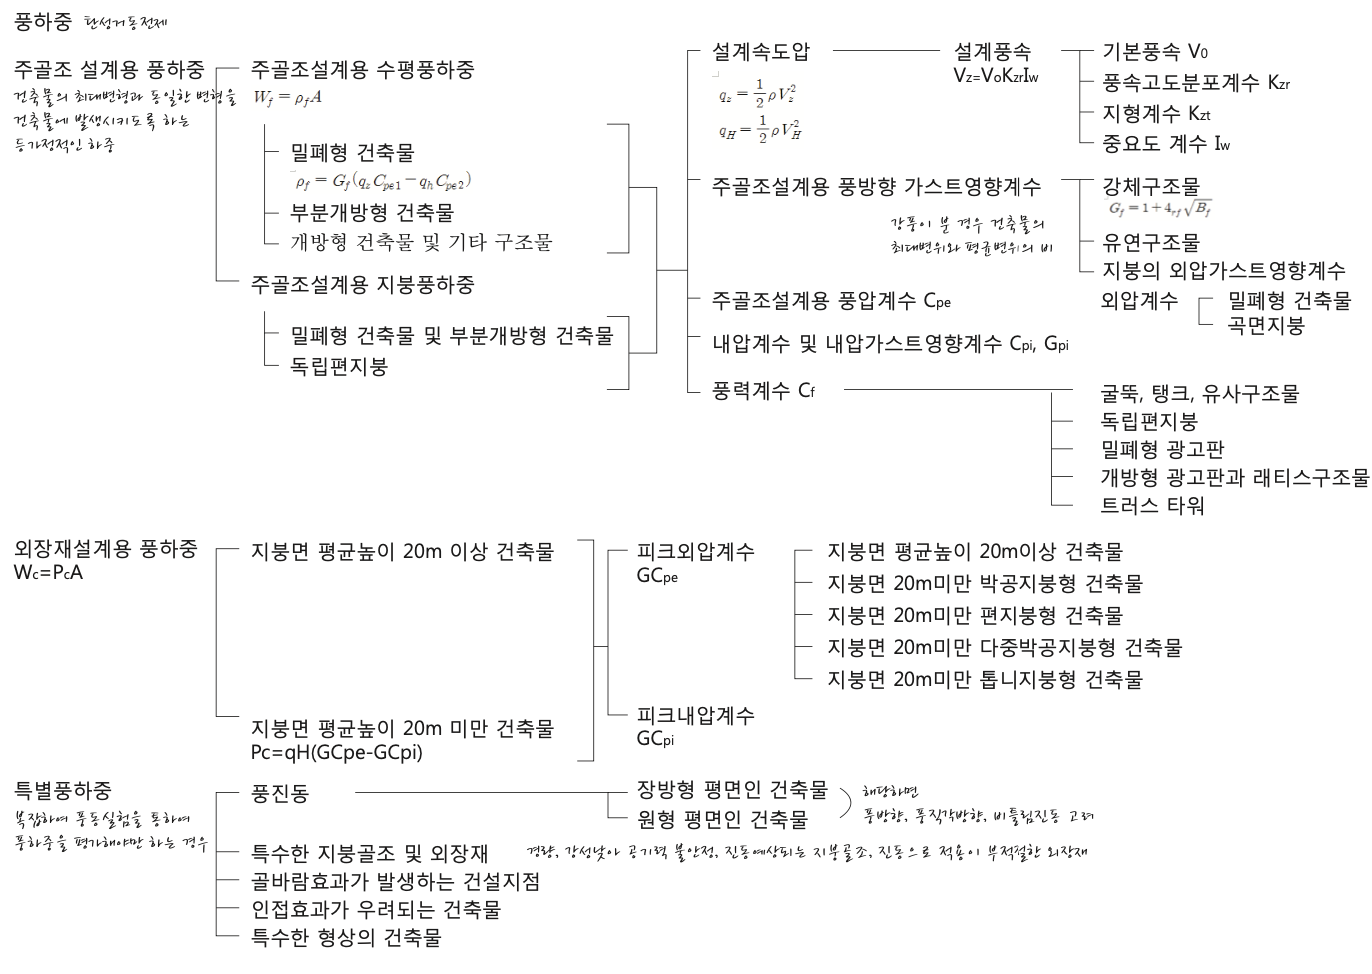 풍하중 탄성거동전제
주골조 설계용 풍하중
건축물의 최대변형과 동일한 변형을
건축물에 발생시키도록 하는
등가정적인 하중
주골조설계용 수평풍하중
W_f = ρ_f A
밀폐형 건축물
ρ_f = G_f(q_z C_pe1 − q_h C_pe2)
부분개방형 건축물
개방형 건축물 및 기타 구조물
주골조설계용 지붕풍하중
밀폐형 건축물 및 부분개방형 건축물
독립편지붕
설계속도압
q_z = 1/2 ρV_z^2
q_H = 1/2 ρV_H^2
설계풍속
Vz=VoKzrIw
기본풍속 V0
풍속고도분포계수 Kzr
지형계수 Kzt
중요도 계수 Iw
주골조설계용 풍방향 가스트영향계수
강풍이 분 경우 건축물의
최대변위와 평균변위의 비
강체구조물
G_f = 1 + 4_rf √B_f
유연구조물
지붕의 외압가스트영향계수
주골조설계용 풍압계수 Cpe
외압계수
밀폐형 건축물
곡면지붕
내압계수 및 내압가스트영향계수 Cpi, Gpi
풍력계수 Cf
굴뚝, 탱크, 유사구조물
독립편지붕
밀폐형 광고판
개방형 광고판과 래티스구조물
트러스 타워
외장재설계용 풍하중
Wc=PcA
지붕면 평균높이 20m 이상 건축물
지붕면 평균높이 20m 미만 건축물
Pc=qH(GCpe-GCpi)
피크외압계수
GCpe
지붕면 평균높이 20m이상 건축물
지붕면 20m미만 박공지붕형 건축물
지붕면 20m미만 편지붕형 건축물
지붕면 20m미만 다중박공지붕형 건축물
지붕면 20m미만 톱니지붕형 건축물
피크내압계수
GCpi
특별풍하중
복잡하여 풍동실험을 통하여
풍하중을 평가해야만 하는 경우
풍진동
장방형 평면인 건축물
원형 평면인 건축물
해당하면
풍방향, 풍직각방향, 비틀림진동 고려
특수한 지붕골조 및 외장재 경량, 강성낮아 공기력 불안정, 진동예상되는 지붕골조, 진동으로 적용이 부적절한 외장재
골바람효과가 발생하는 건설지점
인접효과가 우려되는 건축물
특수한 형상의 건축물